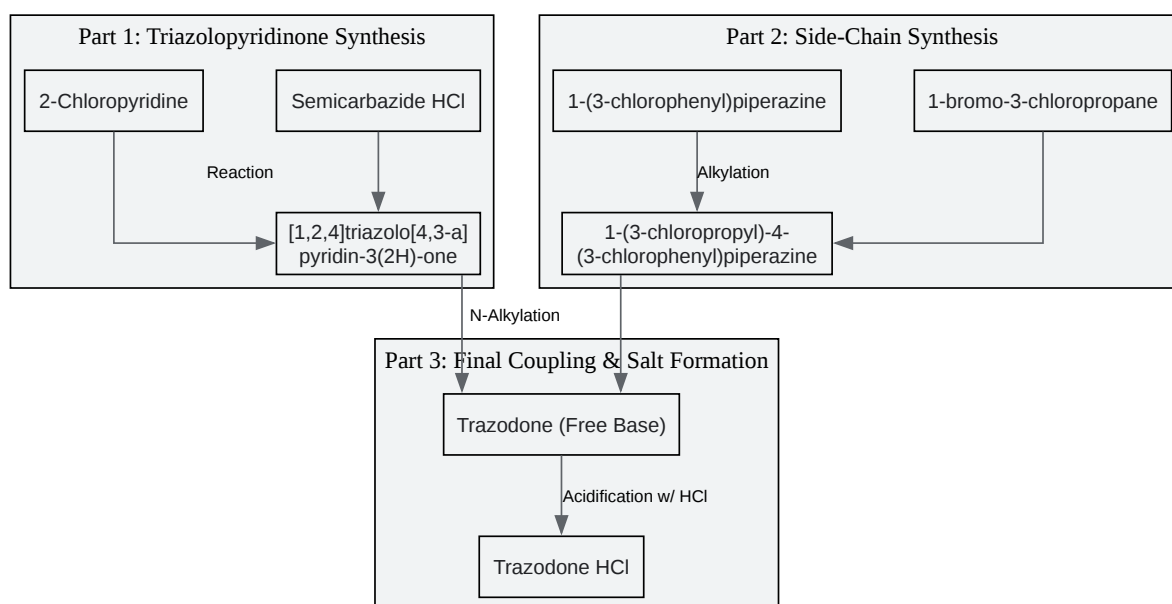 Part 1: Triazolopyridinone Synthesis
2-Chloropyridine
Semicarbazide HCl
Reaction
[1,2,4]triazolo[4,3-a]
pyridin-3(2H)-one
Part 2: Side-Chain Synthesis
1-(3-chlorophenyl)piperazine
1-bromo-3-chloropropane
Alkylation
1-(3-chloropropyl)-4-
(3-chlorophenyl)piperazine
N-Alkylation
Part 3: Final Coupling & Salt Formation
Trazodone (Free Base)
Acidification w/ HCl
Trazodone HCl